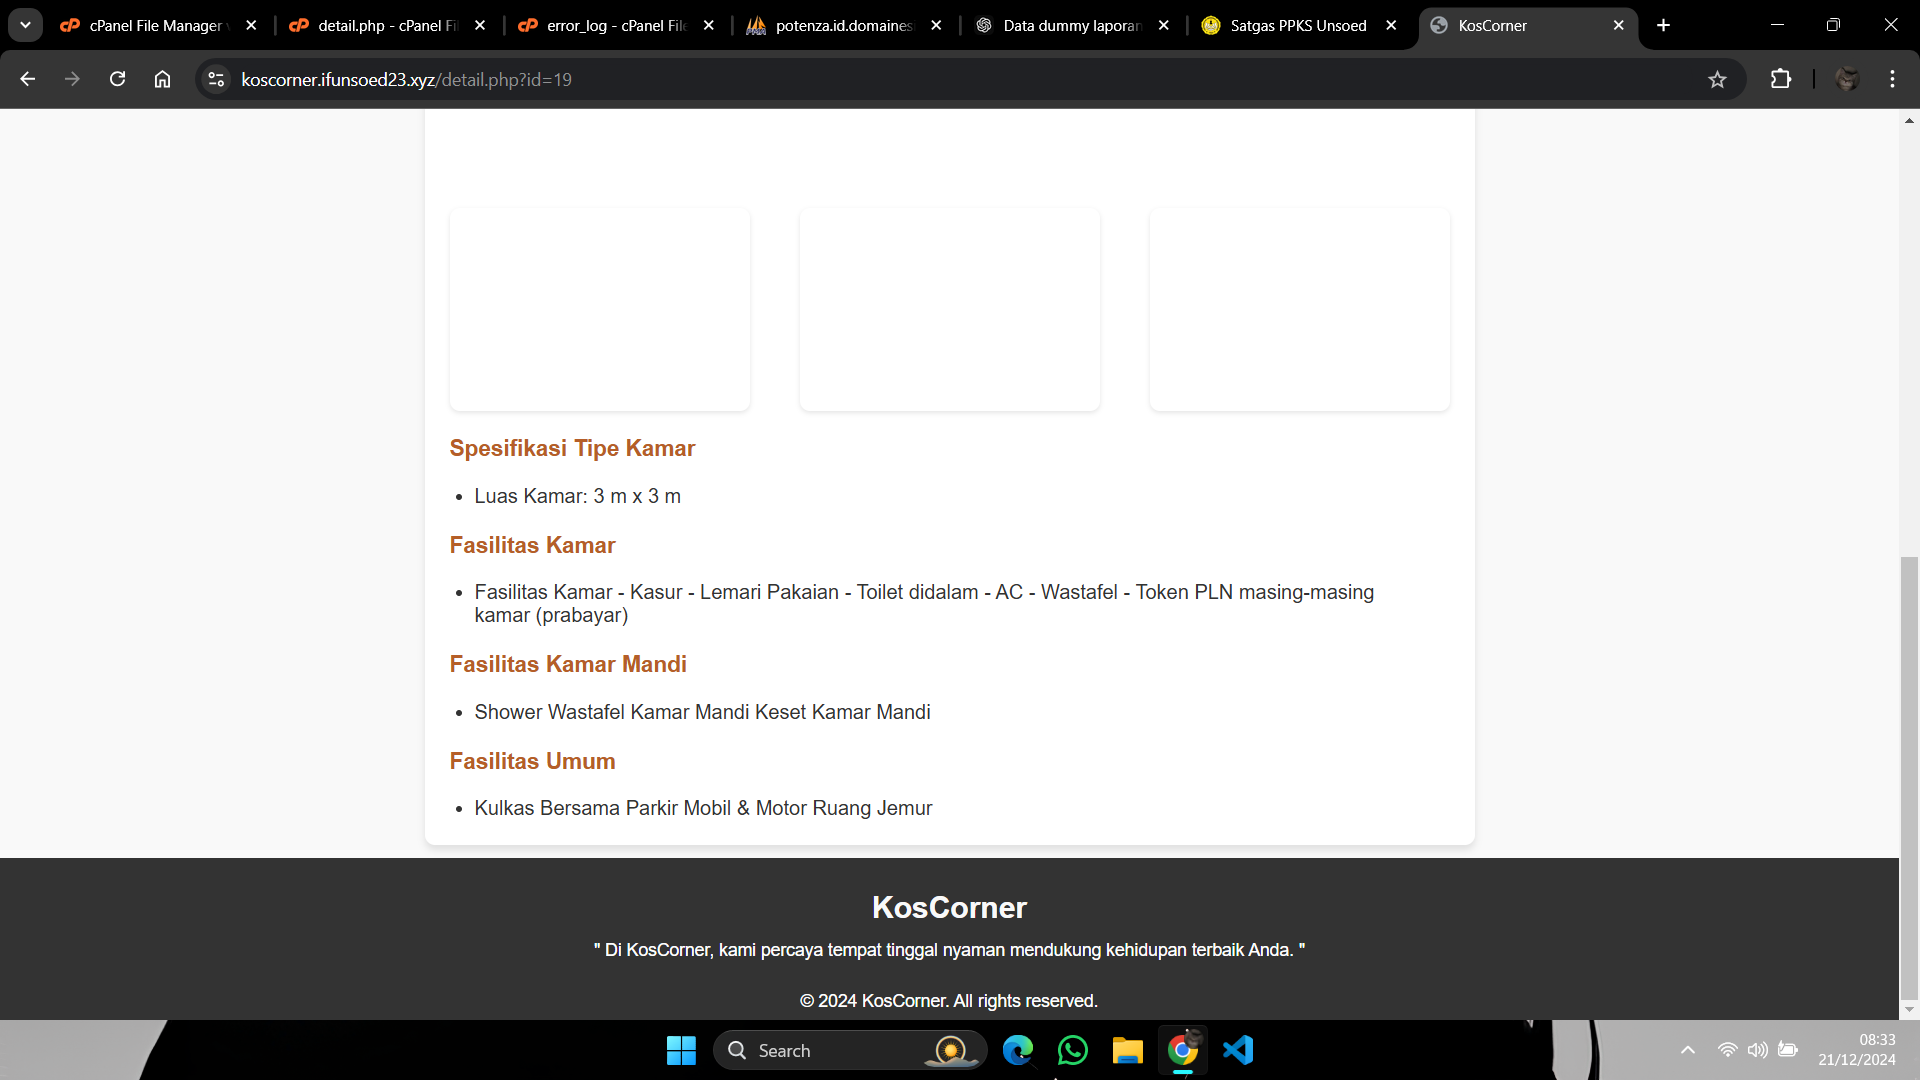 cPanel File Manager v
detail.php - cPanel Fi
error_log - cPanel File
potenza.id.domaines
Data dummy laporan
Satgas PPKS Unsoed
KosCorner
koscorner.ifunsoed23.xyz/detail.php?id=19
Spesifikasi Tipe Kamar
• Luas Kamar: 3 m x 3 m
Fasilitas Kamar
• Fasilitas Kamar - Kasur - Lemari Pakaian - Toilet didalam - AC - Wastafel - Token PLN masing-masing
kamar (prabayar)
Fasilitas Kamar Mandi
• Shower Wastafel Kamar Mandi Keset Kamar Mandi
Fasilitas Umum
• Kulkas Bersama Parkir Mobil & Motor Ruang Jemur
KosCorner
" Di KosCorner, kami percaya tempat tinggal nyaman mendukung kehidupan terbaik Anda. "
© 2024 KosCorner. All rights reserved.
Search
08:33
21/12/2024